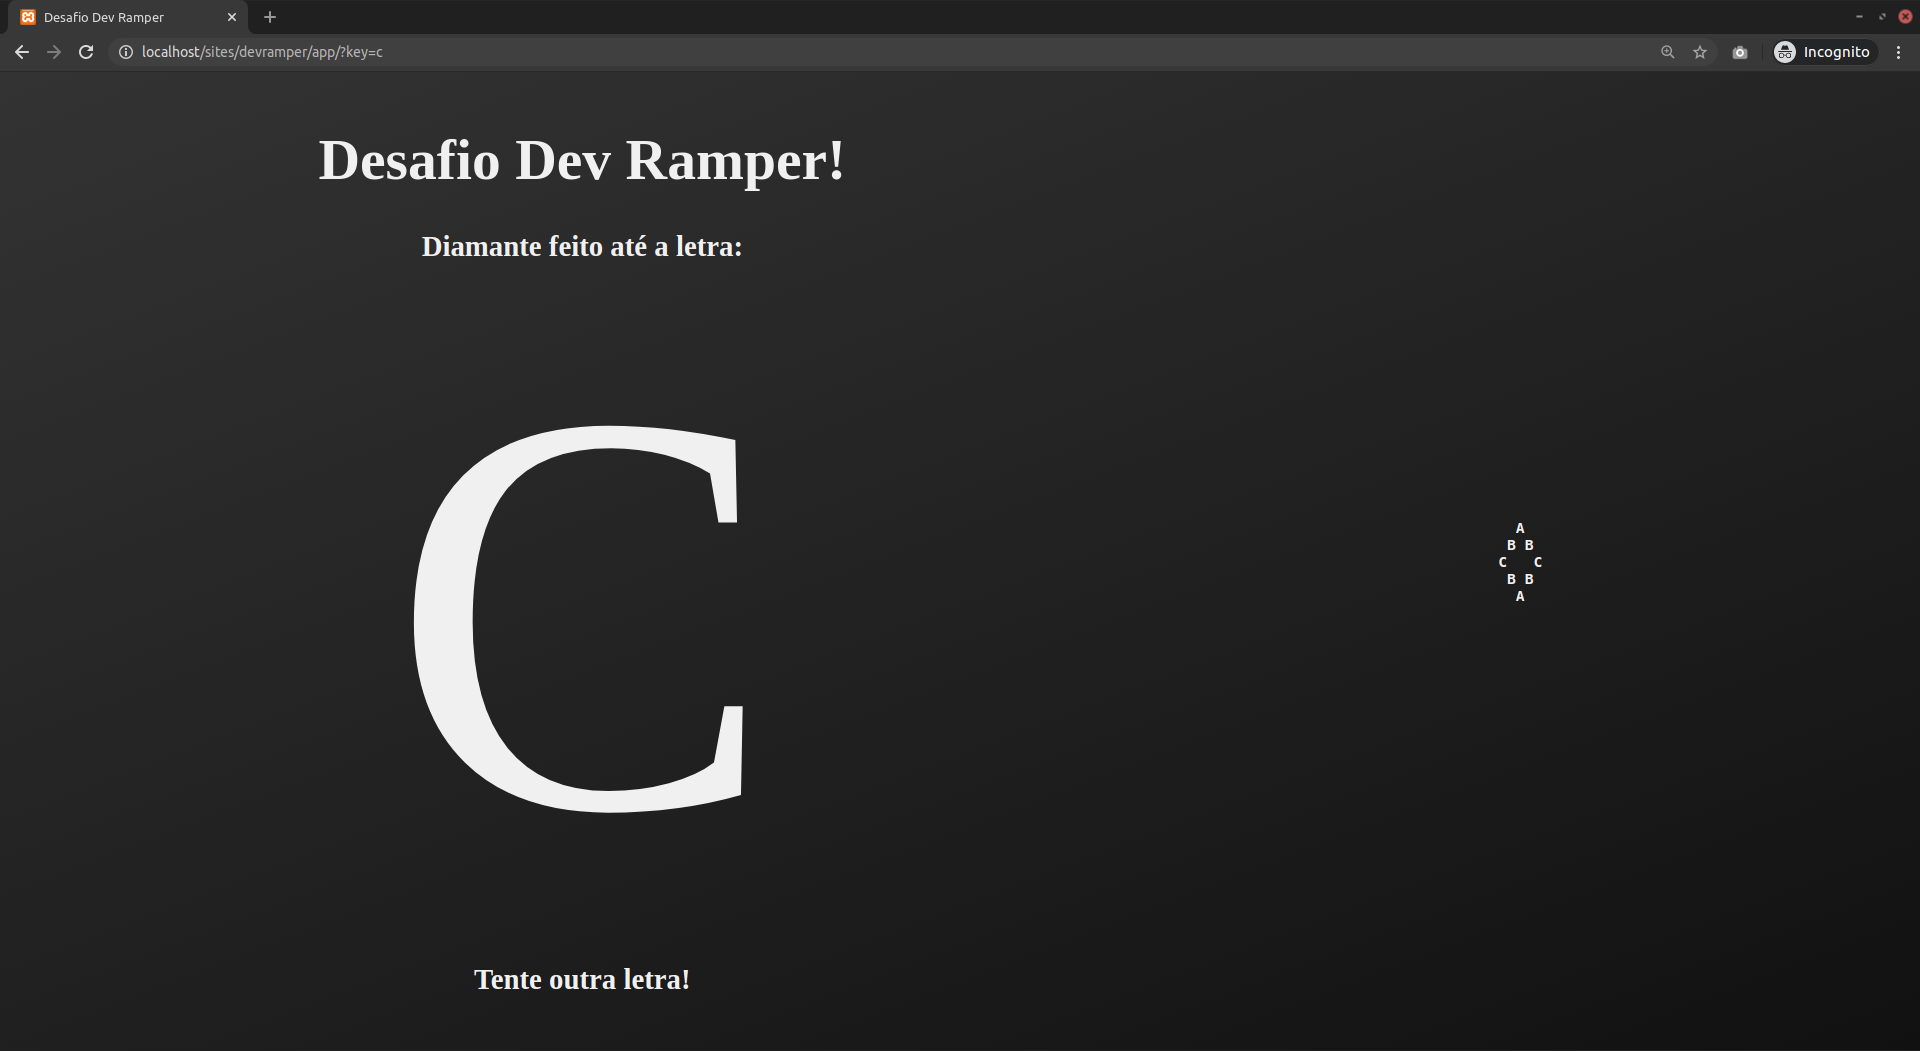 Desafio Dev Ramper
localhost/sites/devramper/app/?key=c
Incognito
Desafio Dev Ramper!
Diamante feito até a letra:
C
Tente outra letra!
A
B B
C   C
B B
A